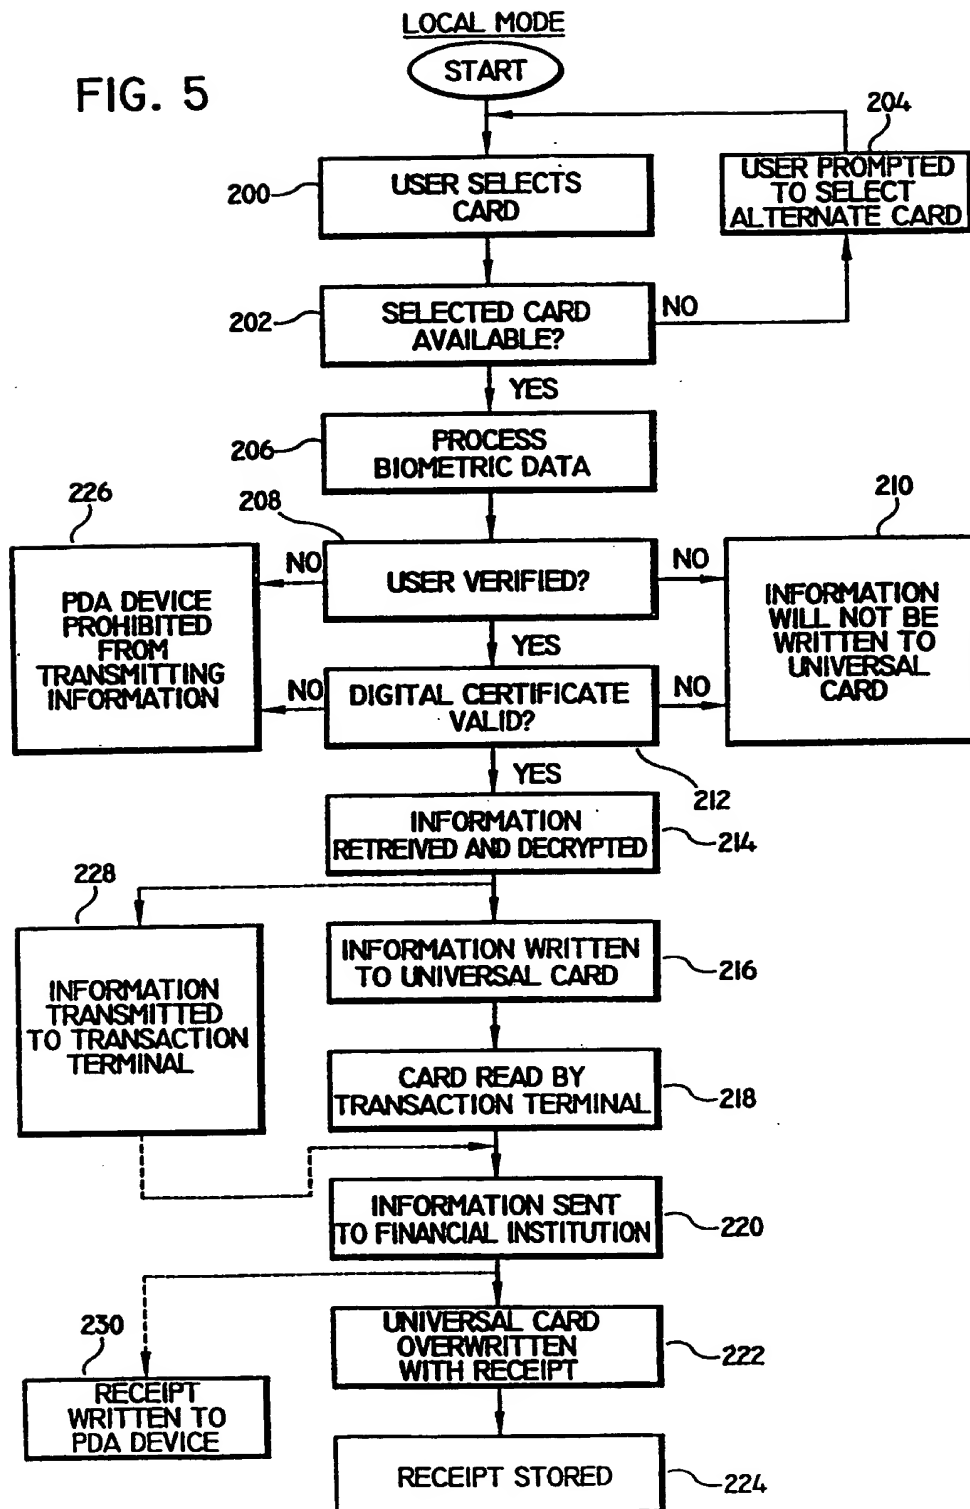 LOCAL MODE
START
FIG. 5
204
200
USER SELECTS
CARD
USER PROMPTED
TO SELECT
ALTERNATE CARD
202
SELECTED CARD
AVAILABLE?
NO
YES
206
PROCESS
BIOMETRIC DATA
226
208
210
NO
USER VERIFIED?
NO
PDA DEVICE
PROHIBITED
FROM
TRANSMITTING
INFORMATION
INFORMATION
WILL NOT BE
WRITTEN TO
UNIVERSAL
CARD
YES
NO
DIGITAL CERTIFICATE
VALID?
NO
YES
212
INFORMATION
RETREIVED AND DECRYPTED
214
228
INFORMATION
TRANSMITTED
TO TRANSACTION
TERMINAL
INFORMATION WRITTEN
TO UNIVERSAL CARD
216
CARD READ BY
TRANSACTION TERMINAL
218
INFORMATION SENT
TO FINANCIAL INSTITUTION
220
230
UNIVERSAL CARD
OVERWRITTEN
WITH RECEIPT
222
RECEIPT
WRITTEN TO
PDA DEVICE
RECEIPT STORED
224